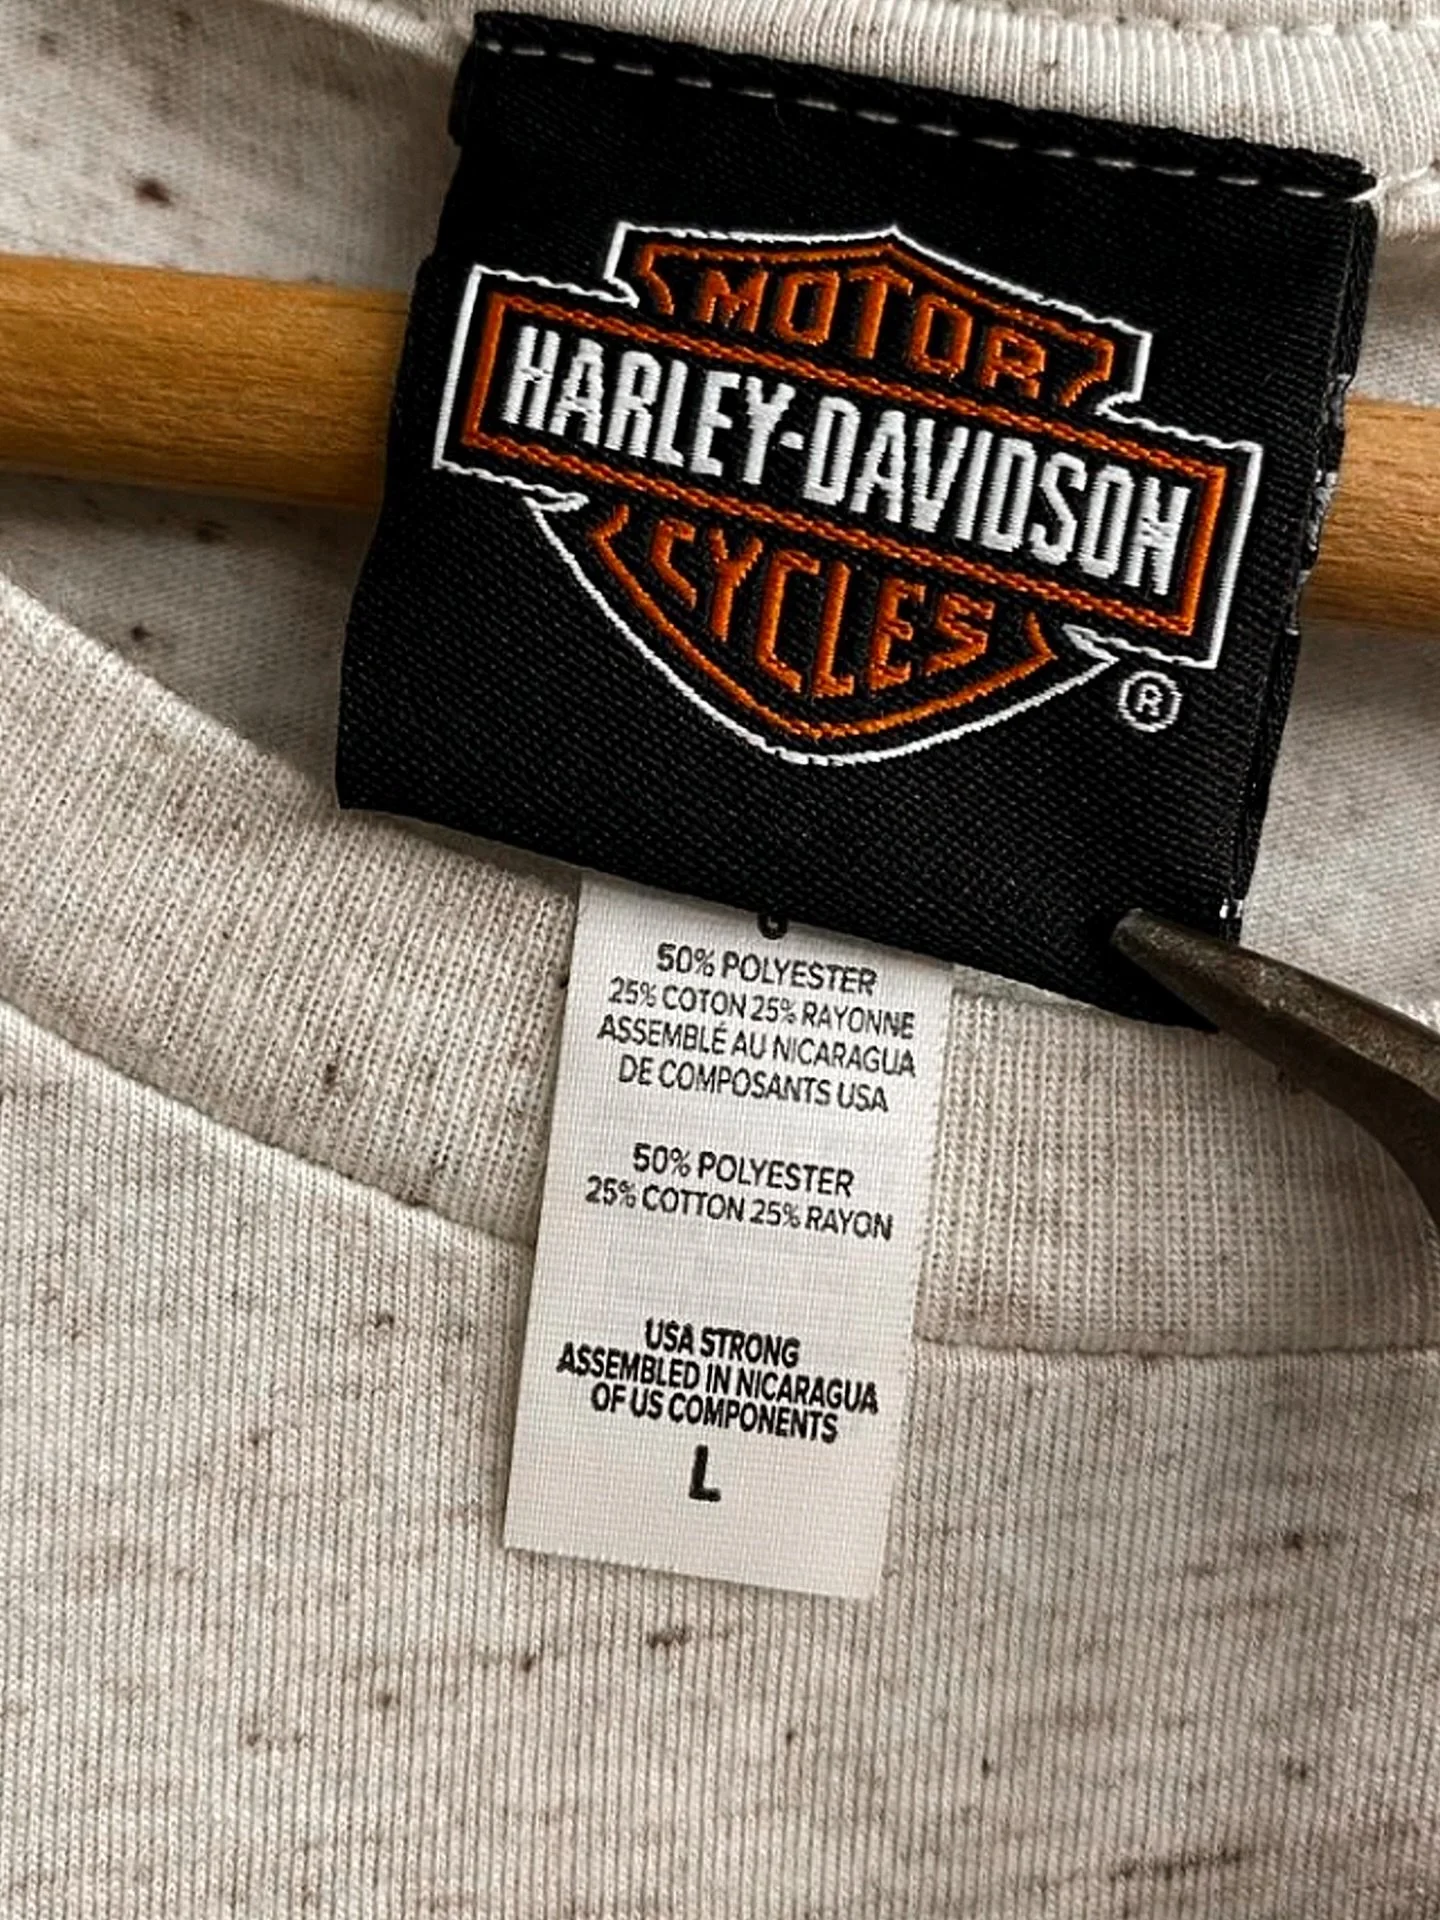 MOTOR
HARLEY-DAVIDSON
CYCLES
®
50% POLYESTER
25% COTON 25% RAYONNE
ASSEMBLÉ AU NICARAGUA
DE COMPOSANTS USA
50% POLYESTER
25% COTTON 25% RAYON
USA STRONG
ASSEMBLED IN NICARAGUA
OF US COMPONENTS
L